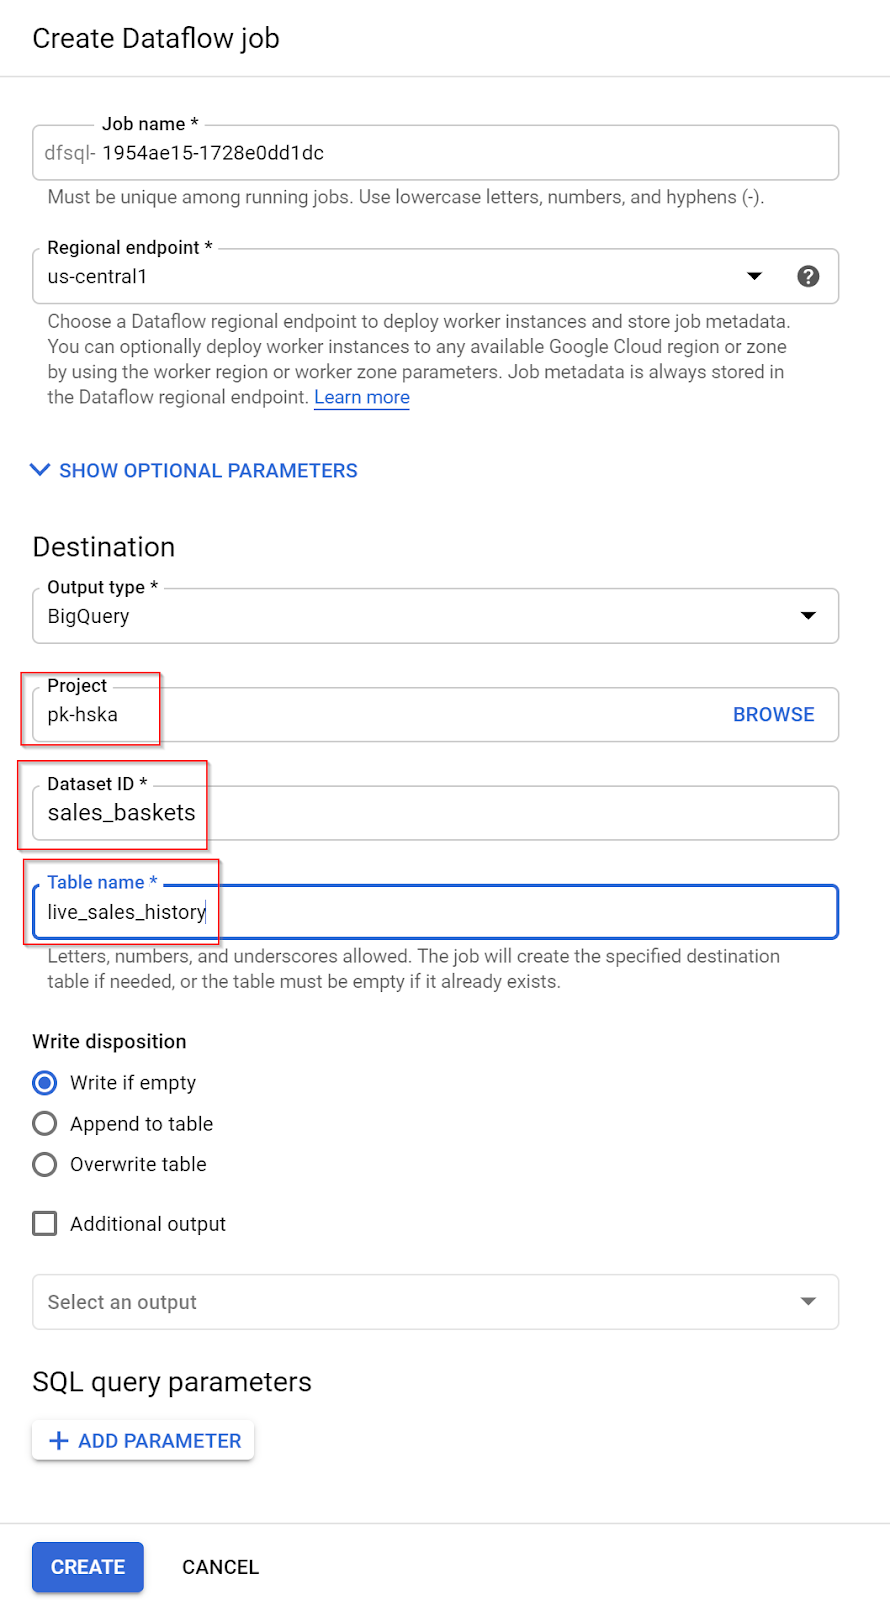 Create Dataflow job
Job name *
dfsql- 1954ae15-1728e0dd1dc
Must be unique among running jobs. Use lowercase letters, numbers, and hyphens (-).
Regional endpoint *
us-central1
?
Choose a Dataflow regional endpoint to deploy worker instances and store job metadata.
You can optionally deploy worker instances to any available Google Cloud region or zone
by using the worker region or worker zone parameters. Job metadata is always stored in
the Dataflow regional endpoint. Learn more
SHOW OPTIONAL PARAMETERS
Destination
Output type *
BigQuery
Project
pk-hska
BROWSE
Dataset ID *
sales_baskets
Table name *
live_sales_history
Letters, numbers, and underscores allowed. The job will create the specified destination
table if needed, or the table must be empty if it already exists.
Write disposition
Write if empty
Append to table
Overwrite table
Additional output
Select an output
SQL query parameters
+ ADD PARAMETER
CREATE
CANCEL